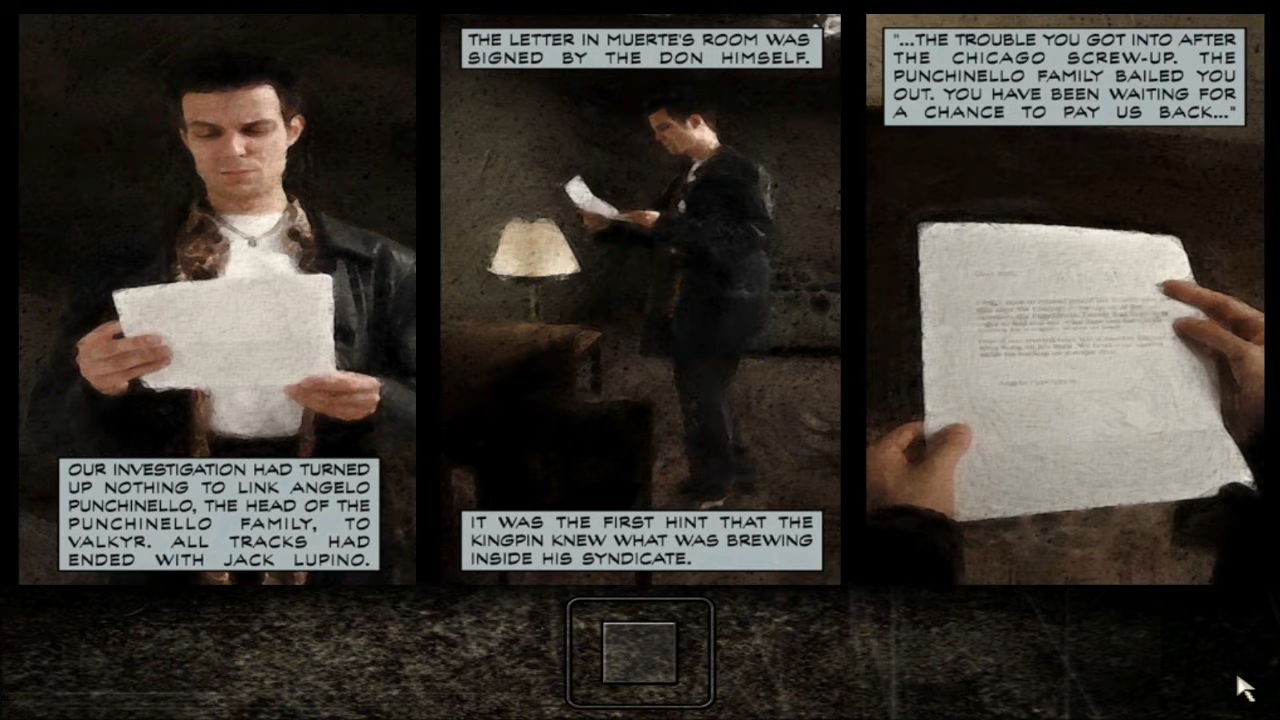 OUR INVESTIGATION HAD TURNED
UP NOTHING TO LINK ANGELO
PUNCHINELLO, THE HEAD OF THE
PUNCHINELLO FAMILY, TO
VALKYR. ALL TRACKS HAD
ENDED WITH JACK LUPINO.
THE LETTER IN MUERTE'S ROOM WAS
SIGNED BY THE DON HIMSELF.
IT WAS THE FIRST HINT THAT THE
KINGPIN KNEW WHAT WAS BREWING
INSIDE HIS SYNDICATE.
"...THE TROUBLE YOU GOT INTO AFTER
THE CHICAGO SCREW-UP. THE
PUNCHINELLO FAMILY BAILED YOU
OUT. YOU HAVE BEEN WAITING FOR
A CHANCE TO PAY US BACK..."